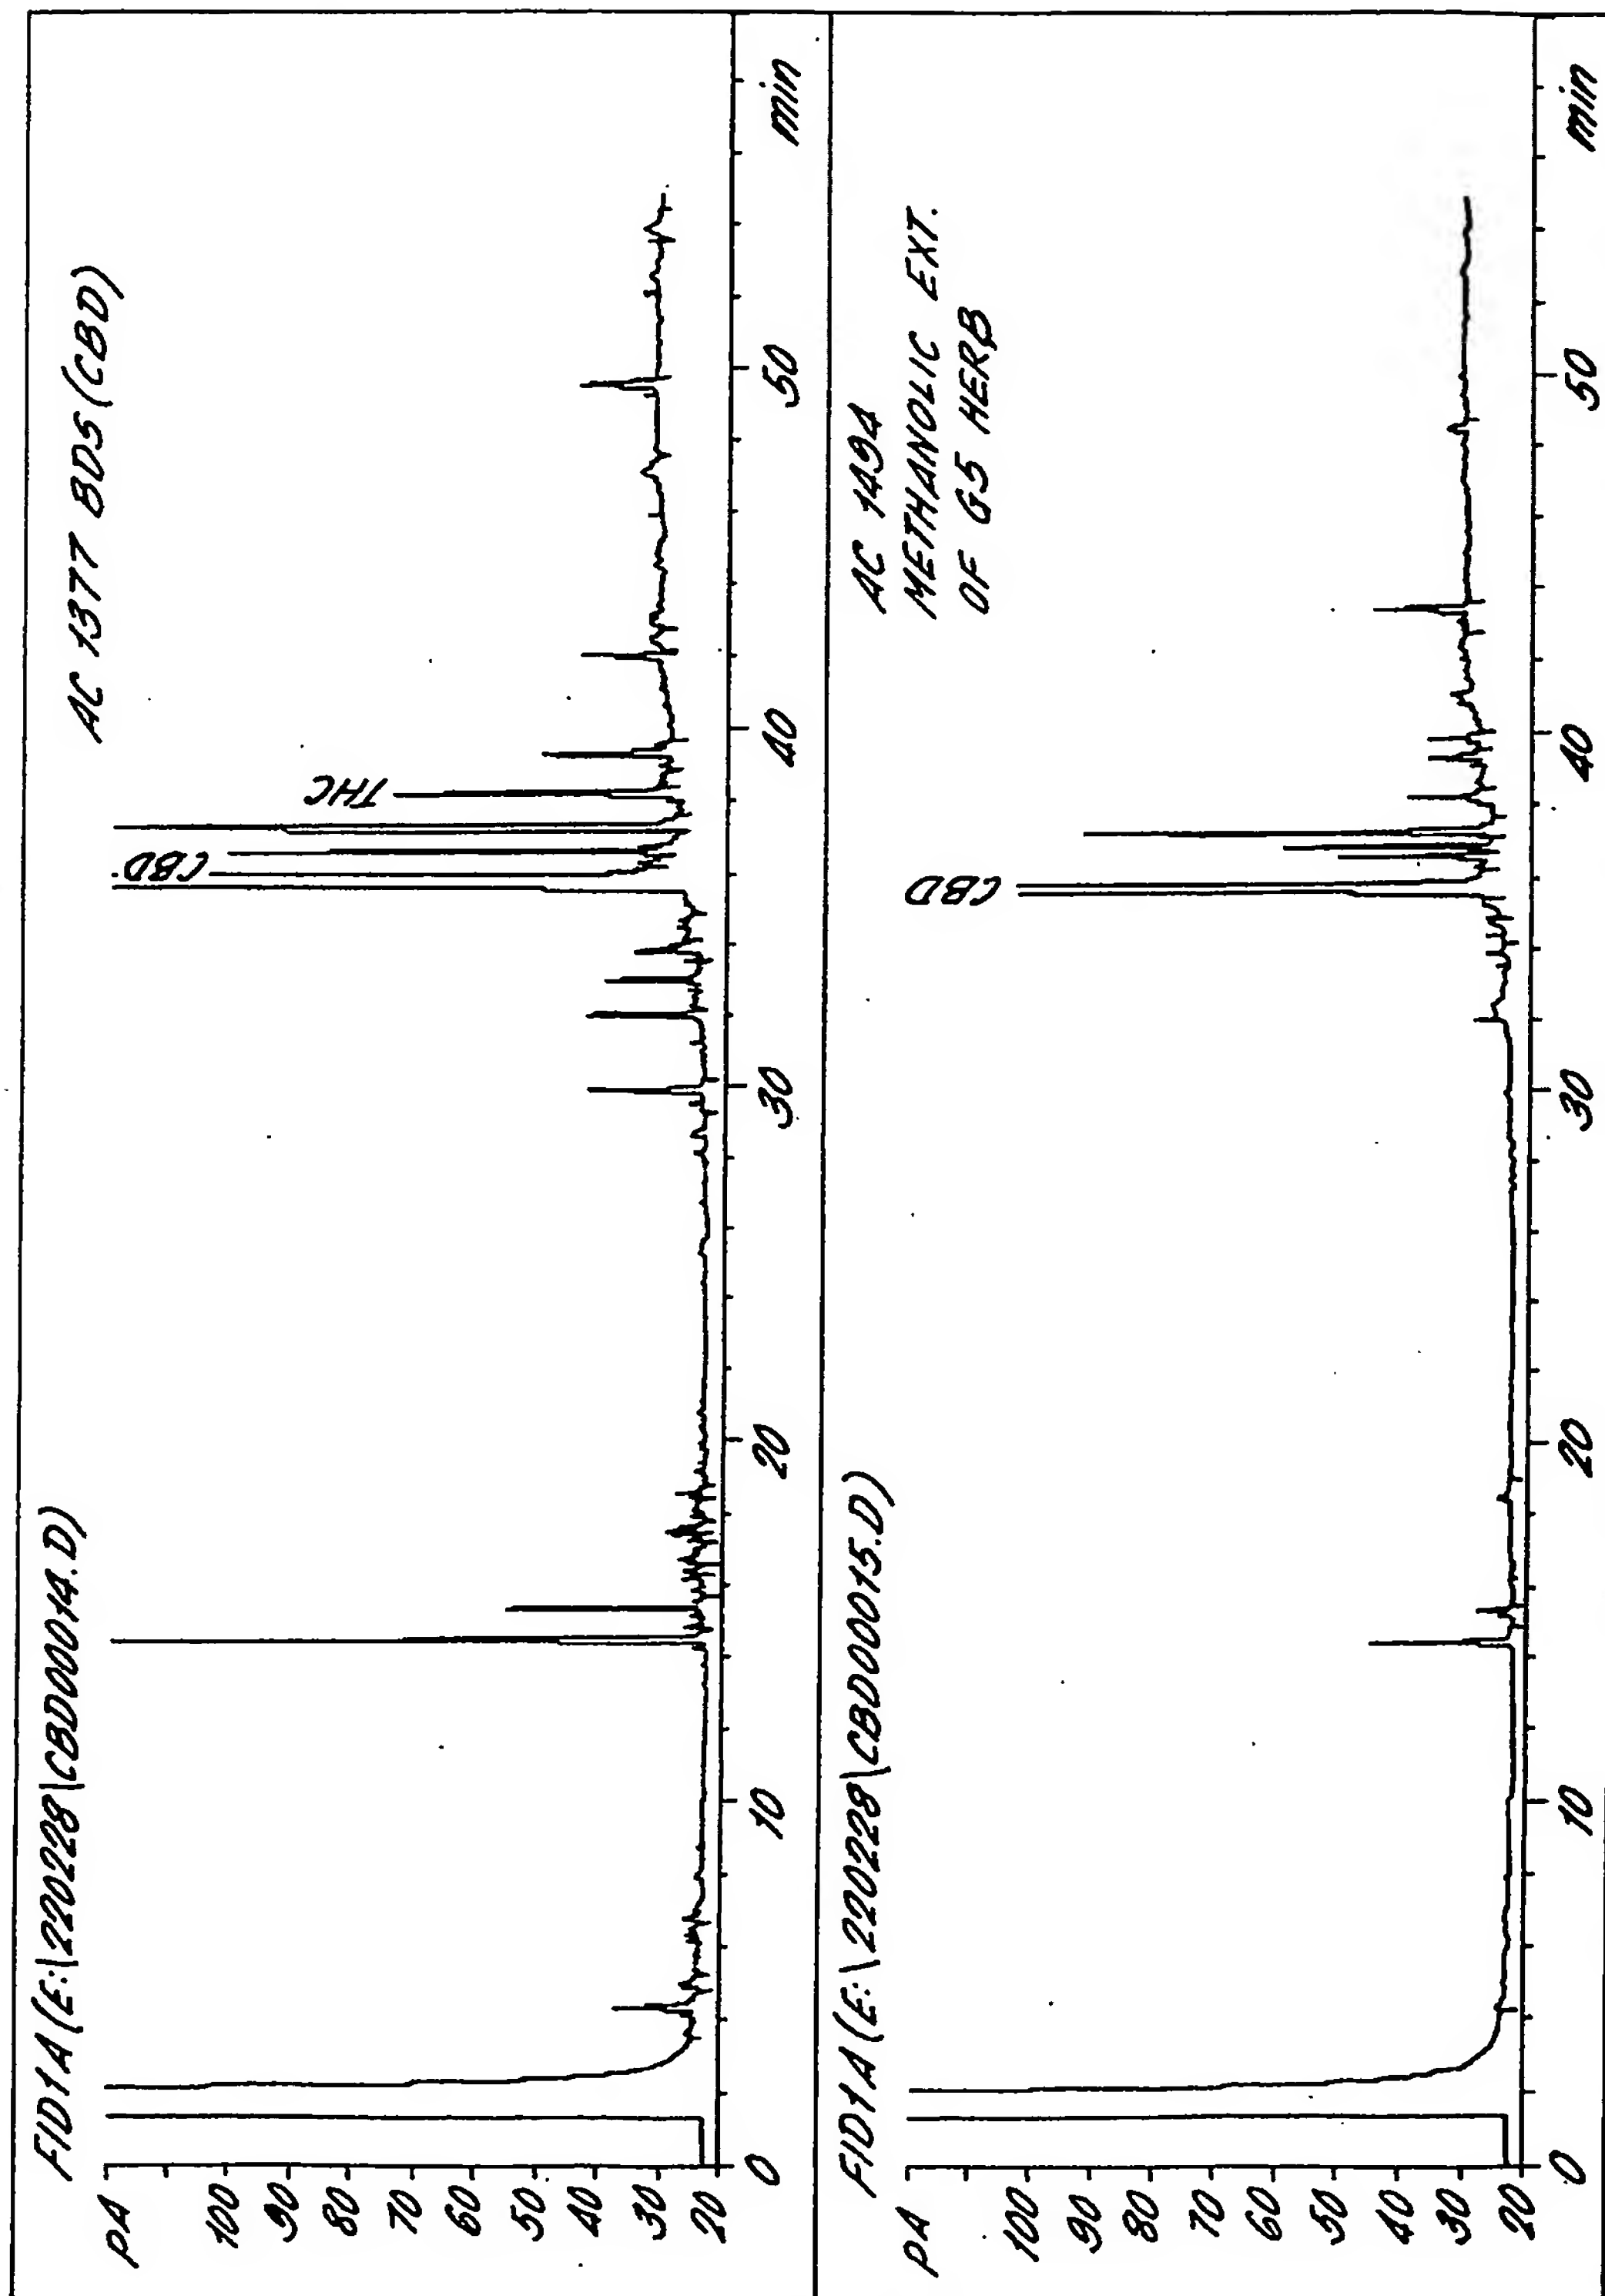 FID1A (E:\220228\CBD00014.D)
pA
AC 1377 BDS (CBD)
CBD
THC
100
90
80
70
60
50
40
30
20
0
10
20
30
40
50
min
FID1A (E:\220228\CBD00015.D)
pA
AC 1494
METHANOLIC EXT.
OF G5 HERB
CBD
100
90
80
70
60
50
40
30
20
0
10
20
30
40
50
min